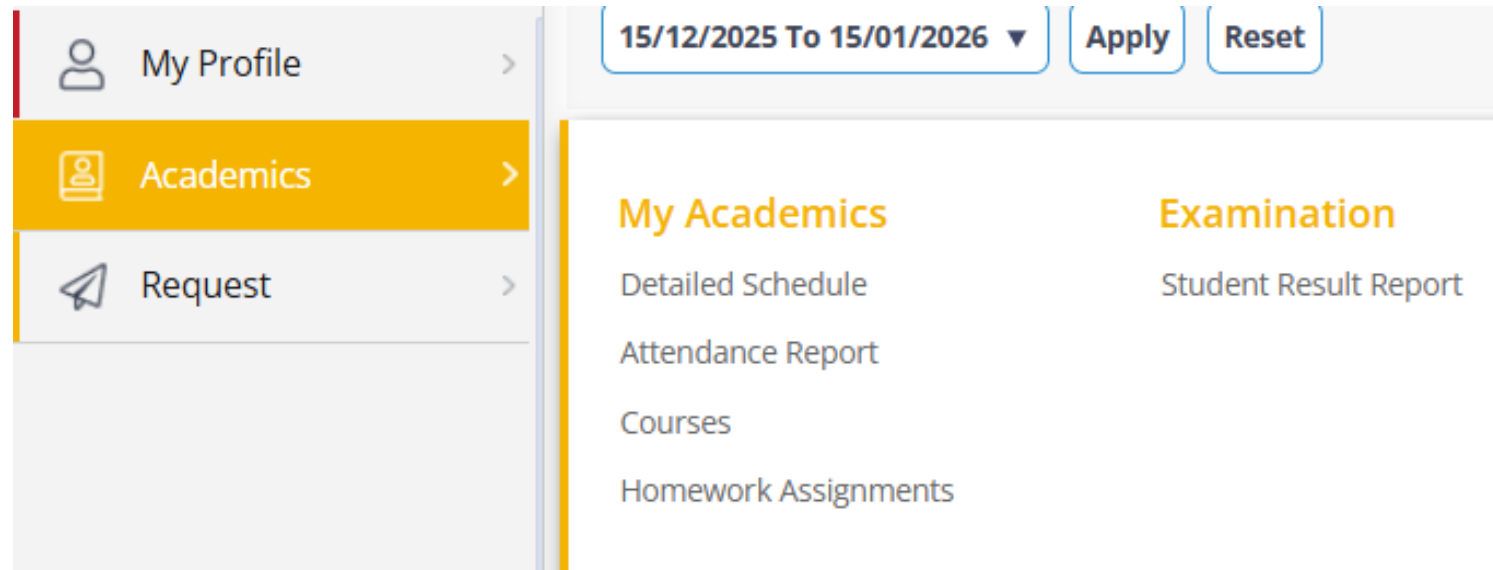 My Profile
Academics
Request
15/12/2025 To 15/01/2026 Apply Reset
My Academics
Detailed Schedule
Attendance Report
Courses
Homework Assignments
Examination
Student Result Report